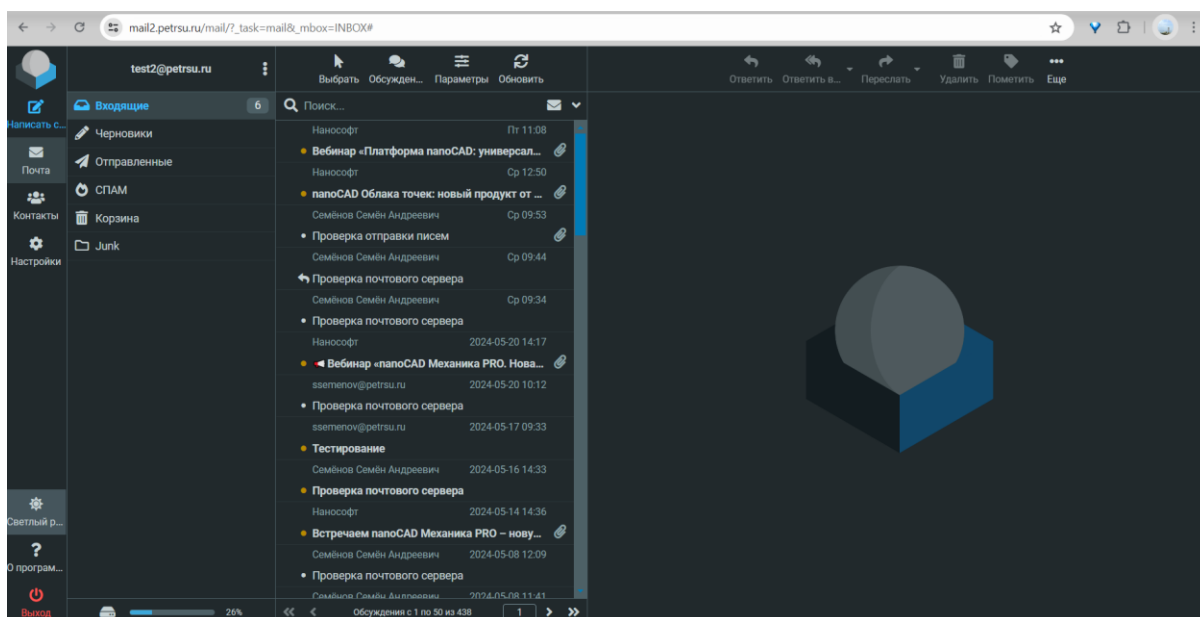 mail2.petrsu.ru/mail/?_task=mail&_mbox=INBOX#
test2@petrsu.ru
Написать с...
Почта
Контакты
Настройки
Светлый р...
?
О програм...
Выход
Входящие 6
Черновики
Отправленные
СПАМ
Корзина
Junk
26%
Выбрать Обсужден... Параметры Обновить
Поиск...
Нанософт Пт 11:08
Вебинар «Платформа nanoCAD: универсал...
Нанософт Ср 12:50
nanoCAD Облака точек: новый продукт от ...
Семёнов Семён Андреевич Ср 09:53
Проверка отправки писем
Семёнов Семён Андреевич Ср 09:44
Проверка почтового сервера
Семёнов Семён Андреевич Ср 09:34
Проверка почтового сервера
Нанософт 2024-05-20 14:17
Вебинар «nanoCAD Механика PRO. Нова...
ssemenov@petrsu.ru 2024-05-20 10:12
Проверка почтового сервера
ssemenov@petrsu.ru 2024-05-17 09:33
Тестирование
Семёнов Семён Андреевич 2024-05-16 14:33
Проверка почтового сервера
Нанософт 2024-05-14 14:36
Встречаем nanoCAD Механика PRO – нову...
Семёнов Семён Андреевич 2024-05-08 12:09
Проверка почтового сервера
Семёнов Семён Андреевич 2024-05-08 11:41
Обсуждения с 1 по 50 из 438 1
Ответить Ответить в... Переслать Удалить Пометить Еще